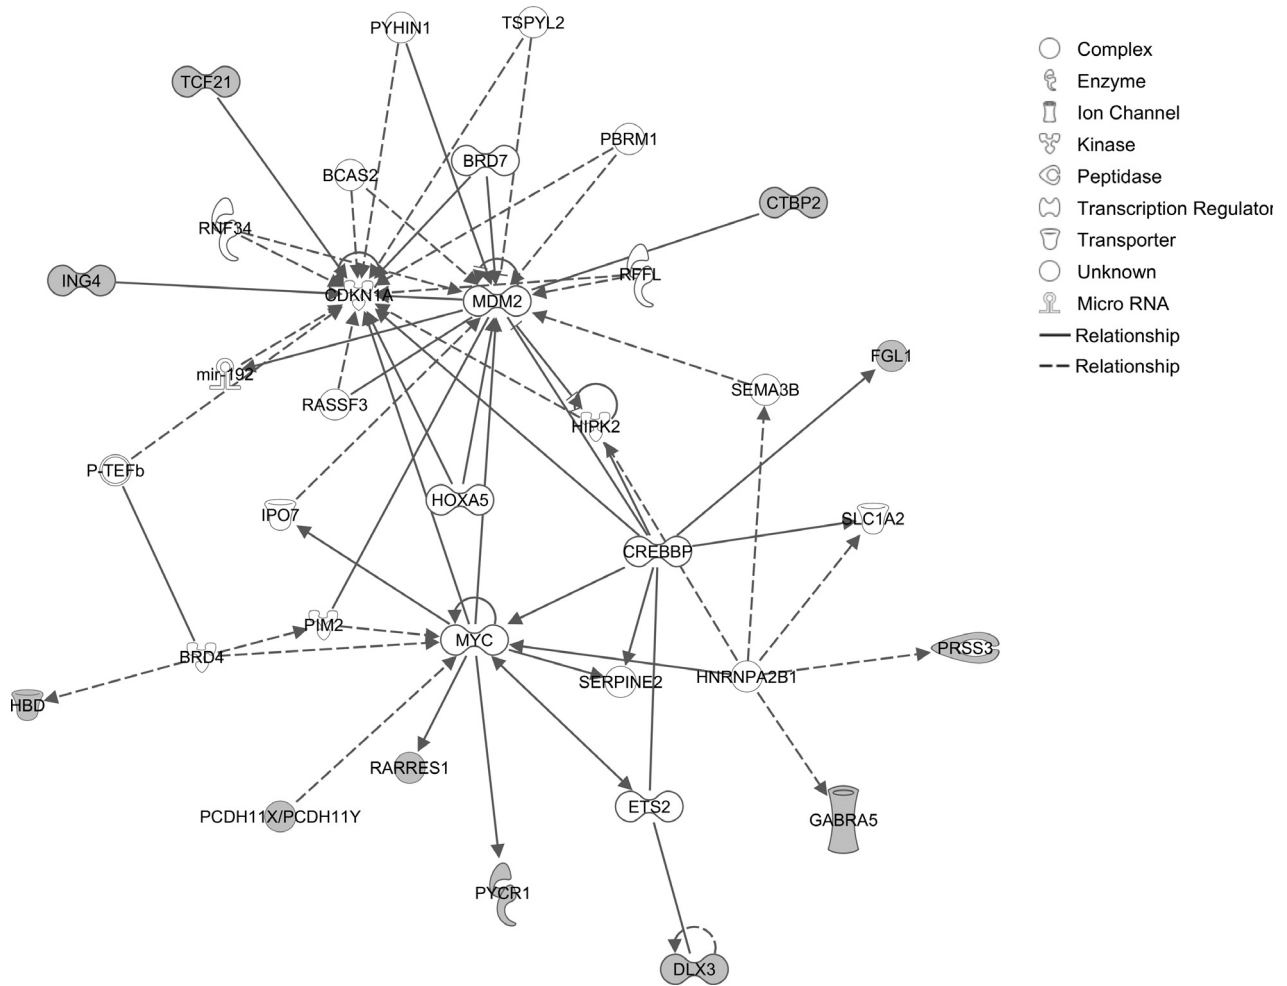 PYHIN1
TSPYL2
TCF21
PBRM1
BRD7
BCAS2
CTBP2
RNF34
RFFL
ING4
CDKN1A
MDM2
FGL1
mir-192
SEMA3B
RASSF3
HIPK2
P-TEFb
HOXA5
IPO7
SLC1A2
CREBBP
PIM2
MYC
PRSS3
BRD4
HNRNPA2B1
SERPINE2
HBD
RARRES1
ETS2
PCDH11X/PCDH11Y
GABRA5
PYCR1
DLX3
Complex
Enzyme
Ion Channel
Kinase
Peptidase
Transcription Regulator
Transporter
Unknown
Micro RNA
Relationship
Relationship